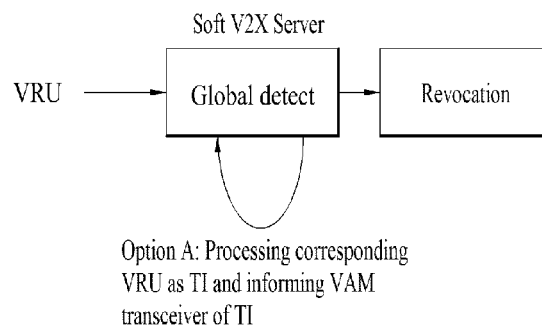 Soft V2X Server
VRU
Global detect
Revocation
Option A: Processing corresponding
VRU as TI and informing VAM
transceiver of TI